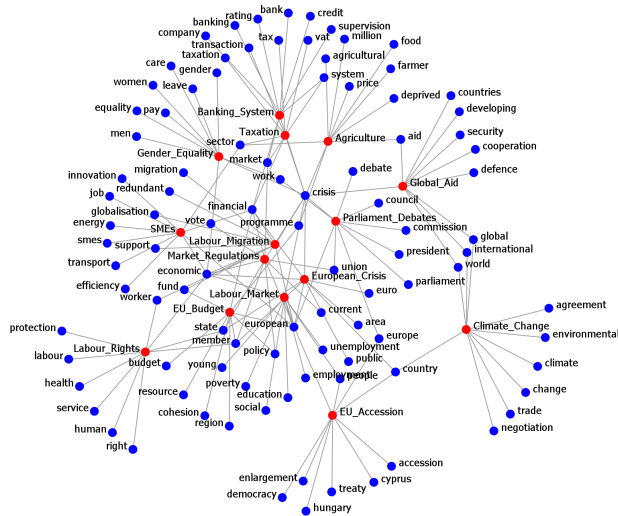 bank
rating
credit
banking
supervision
company
tax
vat
million
transaction
food
taxation
agricultural
care
gender
system
farmer
women
leave
price
deprived
countries
equality
pay
Banking_System
developing
men
Taxation
Agriculture
aid
security
sector
cooperation
Gender_Equality
market
debate
defence
migration
work
innovation
crisis
Global_Aid
job
redundant
council
globalisation
financial
Parliament_Debates
energy
SMEs
vote
programme
commission
global
smes
support
Labour_Migration
international
Market_Regulations
president
transport
economic
union
world
European_Crisis
efficiency
fund
parliament
worker
Labour_Market
euro
agreement
EU_Budget
current
protection
state
european
area
Climate_Change
environmental
member
europe
Labour_Rights
unemployment
labour
budget
policy
public
young
country
climate
health
employment
people
resource
poverty
education
change
service
cohesion
social
EU_Accession
trade
human
region
negotiation
right
accession
enlargement
cyprus
democracy
treaty
hungary